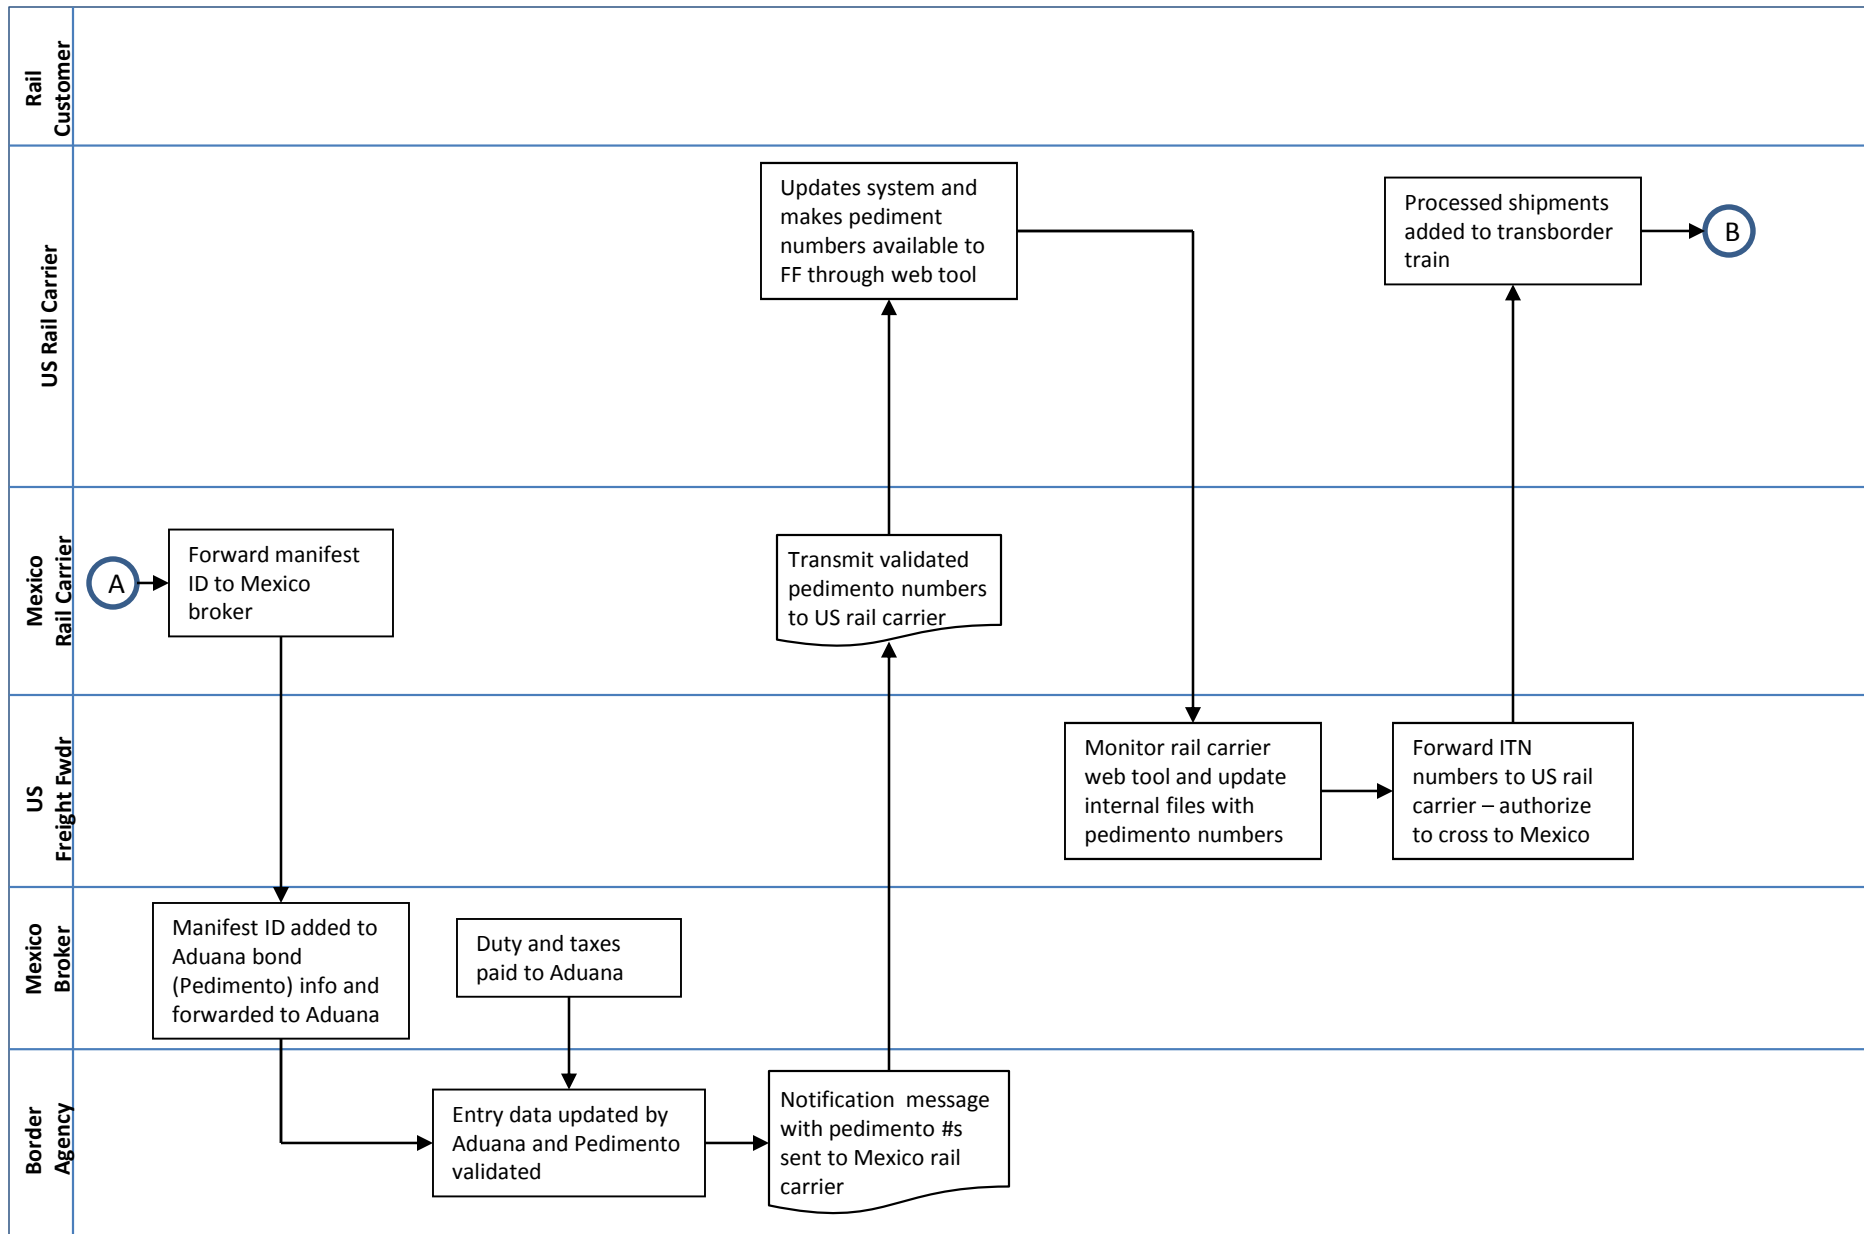 Rail
Customer
US Rail Carrier
Updates system and
makes pediment
numbers available to
FF through web tool
Processed shipments
added to transborder
train
B
Mexico
Rail Carrier
A
Forward manifest
ID to Mexico
broker
Transmit validated
pedimento numbers
to US rail carrier
US
Freight Fwdr
Monitor rail carrier
web tool and update
internal files with
pedimento numbers
Forward ITN
numbers to US rail
carrier – authorize
to cross to Mexico
Mexico
Broker
Manifest ID added to
Aduana bond
(Pedimento) info and
forwarded to Aduana
Duty and taxes
paid to Aduana
Border
Agency
Entry data updated by
Aduana and Pedimento
validated
Notification  message
with pedimento #s
sent to Mexico rail
carrier